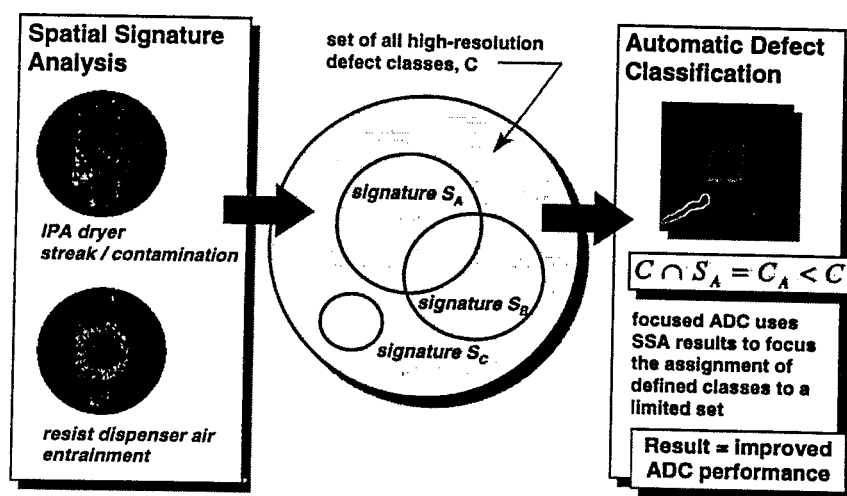 Spatial Signature
Analysis
IPA dryer
streak / contamination
resist dispenser air
entrainment
set of all high-resolution
defect classes, C
signature S_A
signature S_B
signature S_C
Automatic Defect
Classification
C ∩ S_A = C_A < C
focused ADC uses
SSA results to focus
the assignment of
defined classes to a
limited set
Result = improved
ADC performance